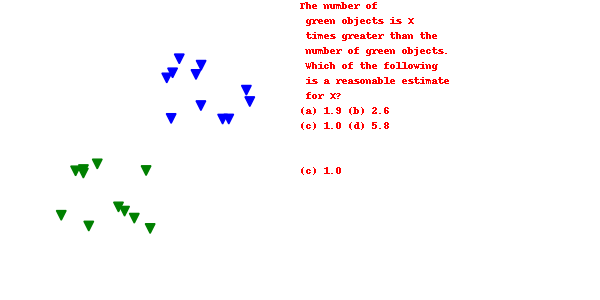 The number of
green objects is X
times greater than the
number of green objects.
Which of the following
is a reasonable estimate
for X?
(a) 1.9 (b) 2.6
(c) 1.0 (d) 5.8
(c) 1.0